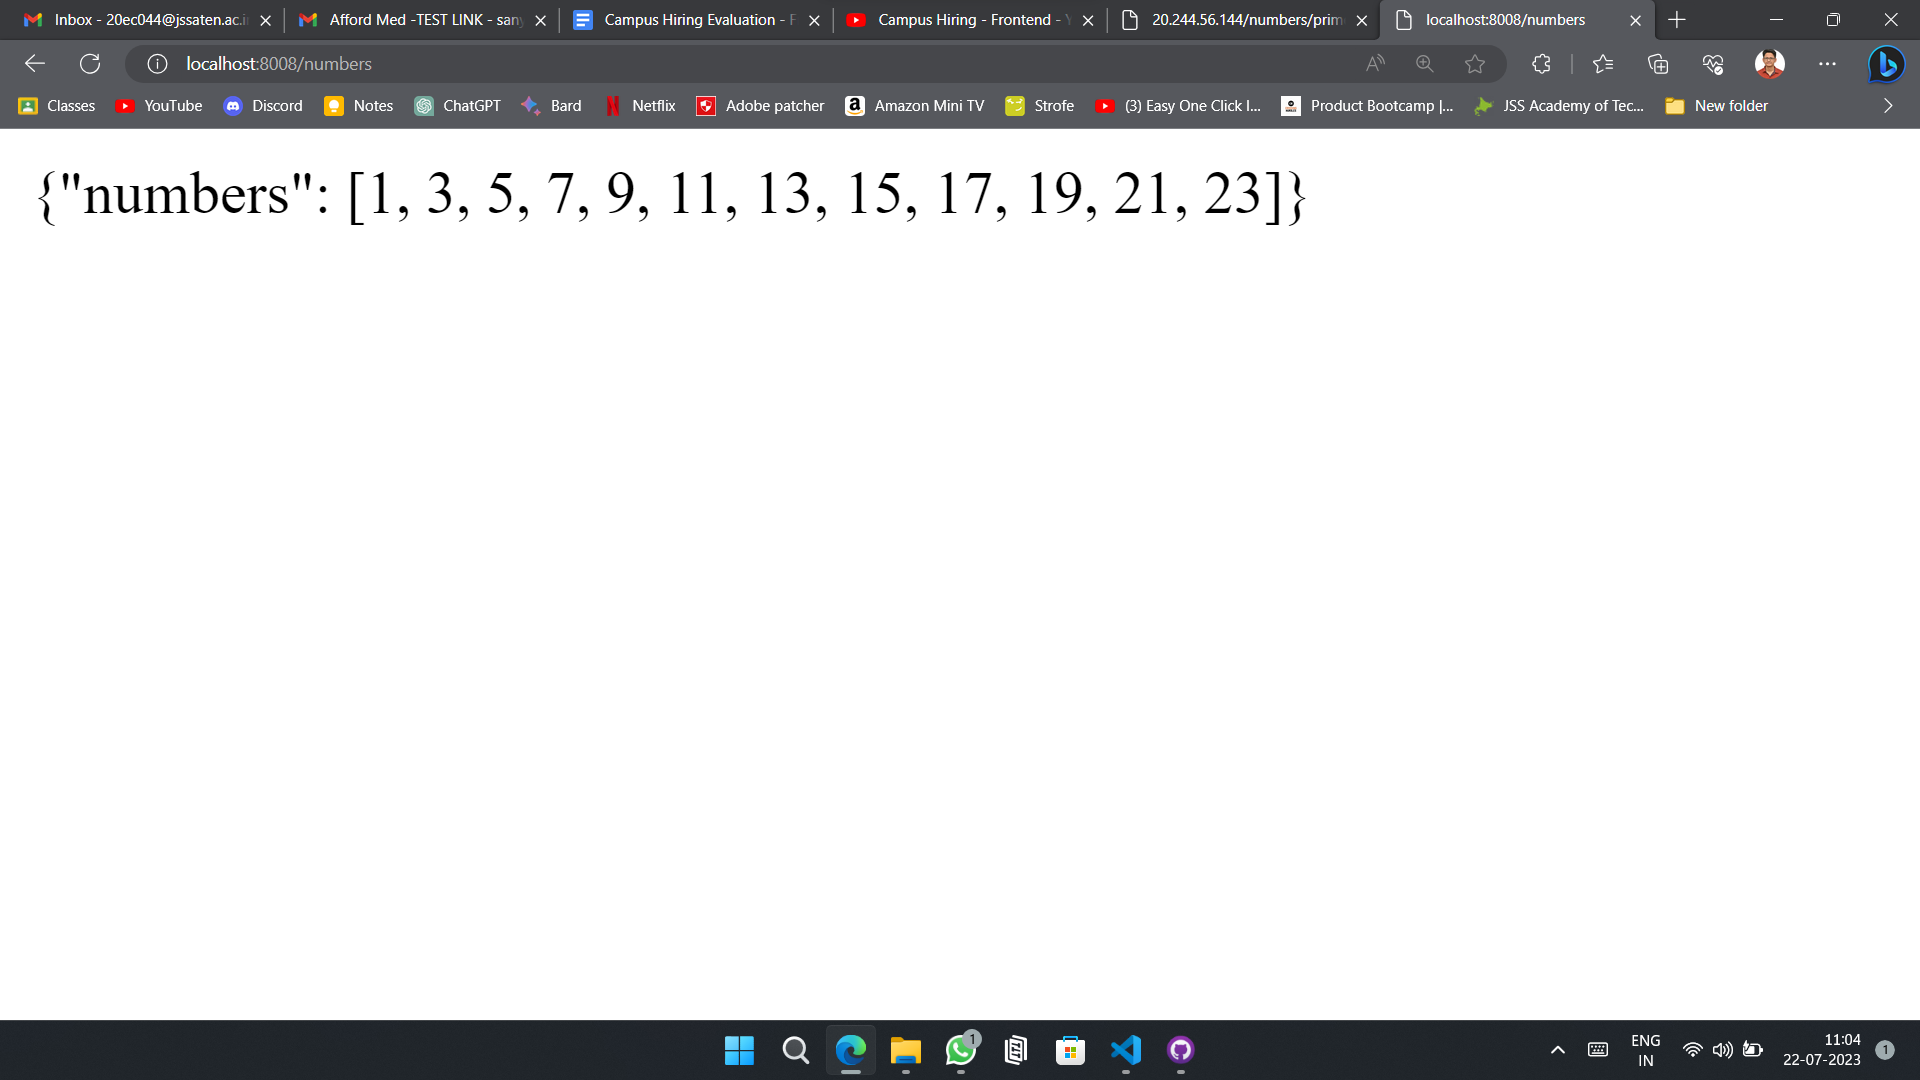 Inbox - 20ec044@jssaten.ac.i
Afford Med -TEST LINK - sany
Campus Hiring Evaluation - F
Campus Hiring - Frontend - Y
20.244.56.144/numbers/prim
localhost:8008/numbers
localhost:8008/numbers
Classes
YouTube
Discord
Notes
ChatGPT
Bard
Netflix
Adobe patcher
Amazon Mini TV
Strofe
(3) Easy One Click I...
Product Bootcamp |...
JSS Academy of Tec...
New folder
{"numbers": [1, 3, 5, 7, 9, 11, 13, 15, 17, 19, 21, 23]}
1
ENG
IN
11:04
22-07-2023
1